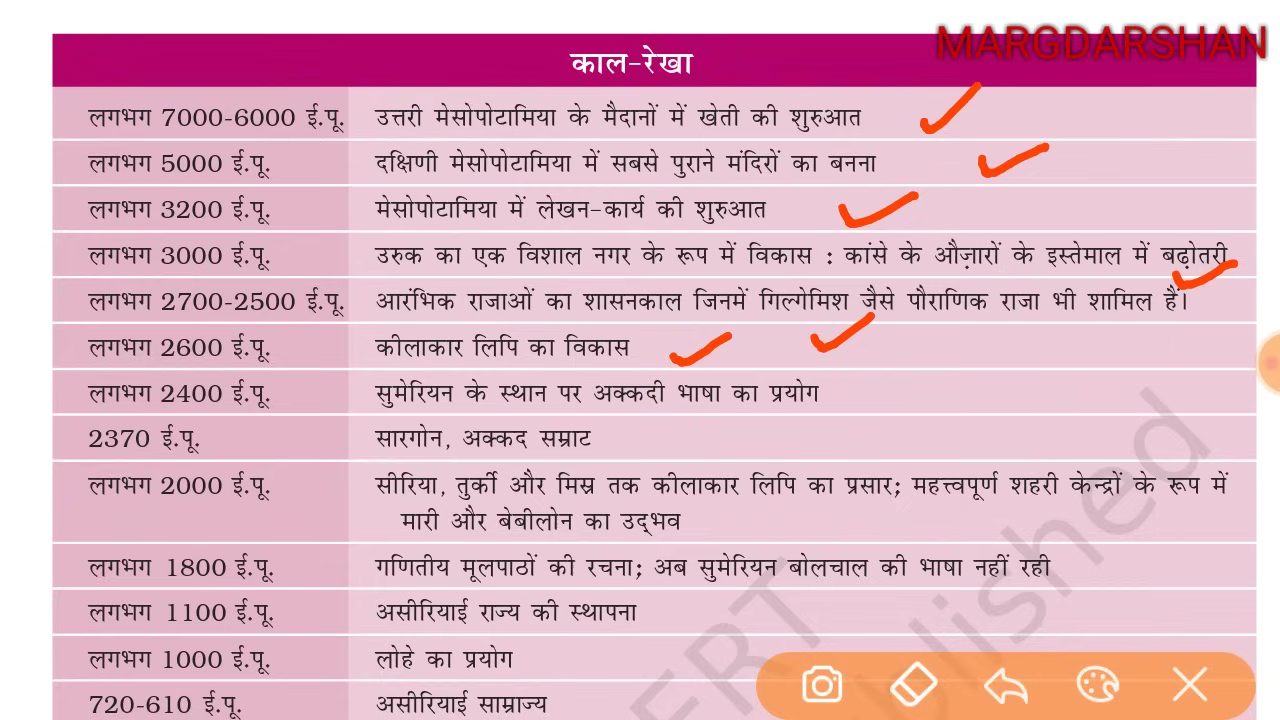 MARGDARSHAN
काल-रेखा
लगभग 7000-6000 ई.पू. उत्तरी मेसोपोटामिया के मैदानों में खेती की शुरुआत
लगभग 5000 ई.पू. दक्षिणी मेसोपोटामिया में सबसे पुराने मंदिरों का बनना
लगभग 3200 ई.पू. मेसोपोटामिया में लेखन-कार्य की शुरुआत
लगभग 3000 ई.पू. उरुक का एक विशाल नगर के रूप में विकास : कांसे के औज़ारों के इस्तेमाल में बढ़ोतरी
लगभग 2700-2500 ई.पू. आरंभिक राजाओं का शासनकाल जिनमें गिल्गेमिश जैसे पौराणिक राजा भी शामिल हैं।
लगभग 2600 ई.पू. कीलाकार लिपि का विकास
लगभग 2400 ई.पू. सुमेरियन के स्थान पर अक्कदी भाषा का प्रयोग
2370 ई.पू. सारगोन, अक्कद सम्राट
लगभग 2000 ई.पू. सीरिया, तुर्की और मिस्र तक कीलाकार लिपि का प्रसार; महत्त्वपूर्ण शहरी केन्द्रों के रूप में
मारी और बेबीलोन का उद्भव
लगभग 1800 ई.पू. गणितीय मूलपाठों की रचना; अब सुमेरियन बोलचाल की भाषा नहीं रही
लगभग 1100 ई.पू. असीरियाई राज्य की स्थापना
लगभग 1000 ई.पू. लोहे का प्रयोग
720-610 ई.पू. असीरियाई साम्राज्य